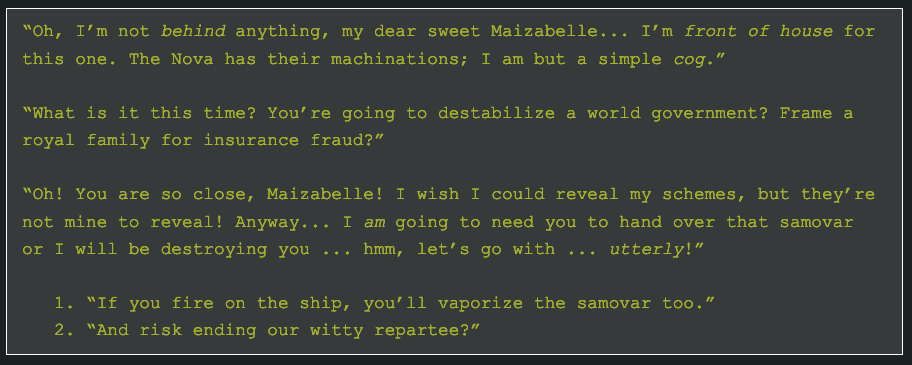 “Oh, I’m not behind anything, my dear sweet Maizabelle... I’m front of house for
this one. The Nova has their machinations; I am but a simple cog.”
“What is it this time? You’re going to destabilize a world government? Frame a
royal family for insurance fraud?”
“Oh! You are so close, Maizabelle! I wish I could reveal my schemes, but they’re
not mine to reveal! Anyway... I am going to need you to hand over that samovar
or I will be destroying you ... hmm, let’s go with ... utterly!”
1. “If you fire on the ship, you’ll vaporize the samovar too.”
2. “And risk ending our witty repartee?”